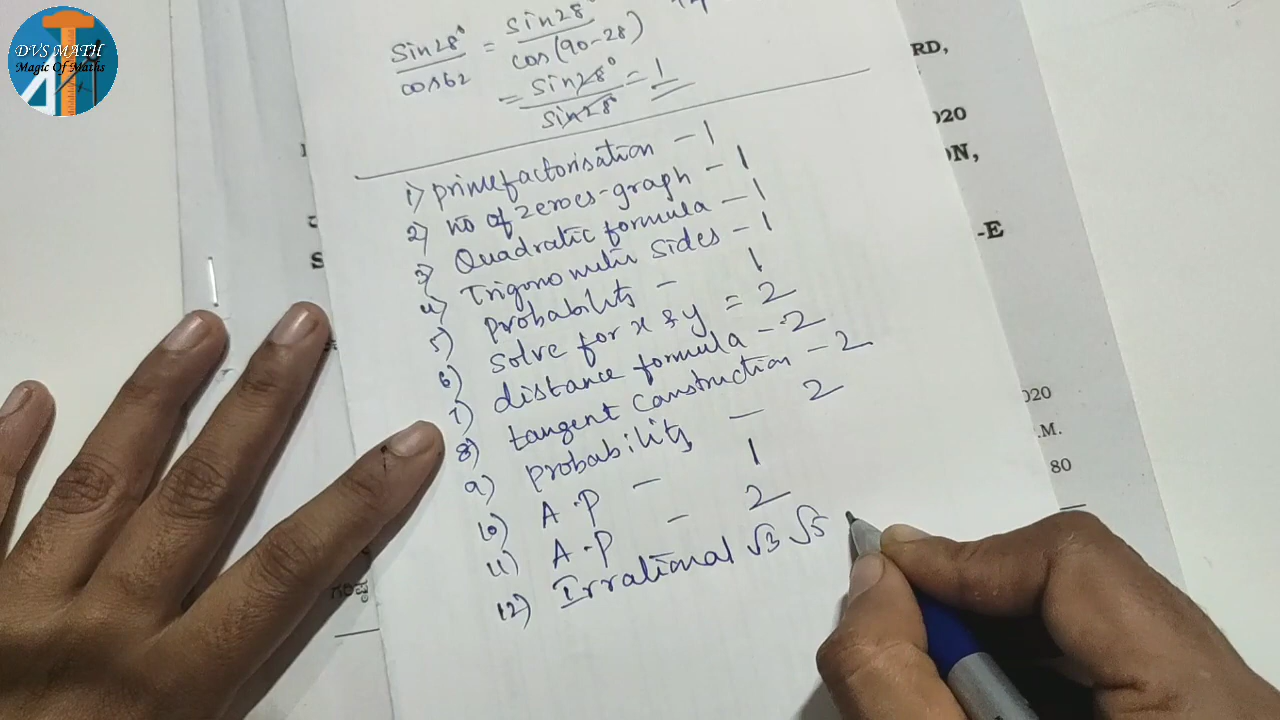 DVS MATH
Magic Of Maths
Sin28° = sin28°
cos62 cos(90-28)
= sin28° = 1
sin28°
1) primefactorisation - 1
2) no of zeroes-graph - 1
3) Quadratic formula - 1
4) Trigonometric sides - 1
5) probability - 1
6) solve for x & y = 2
7) distance formula - 2
8) tangent construction - 2
9) probability - 2
10) A.P - 1
11) A.P - 2
12) Irrational √3 √5
RD,
2020
ON,
-E
2020
.M.
80